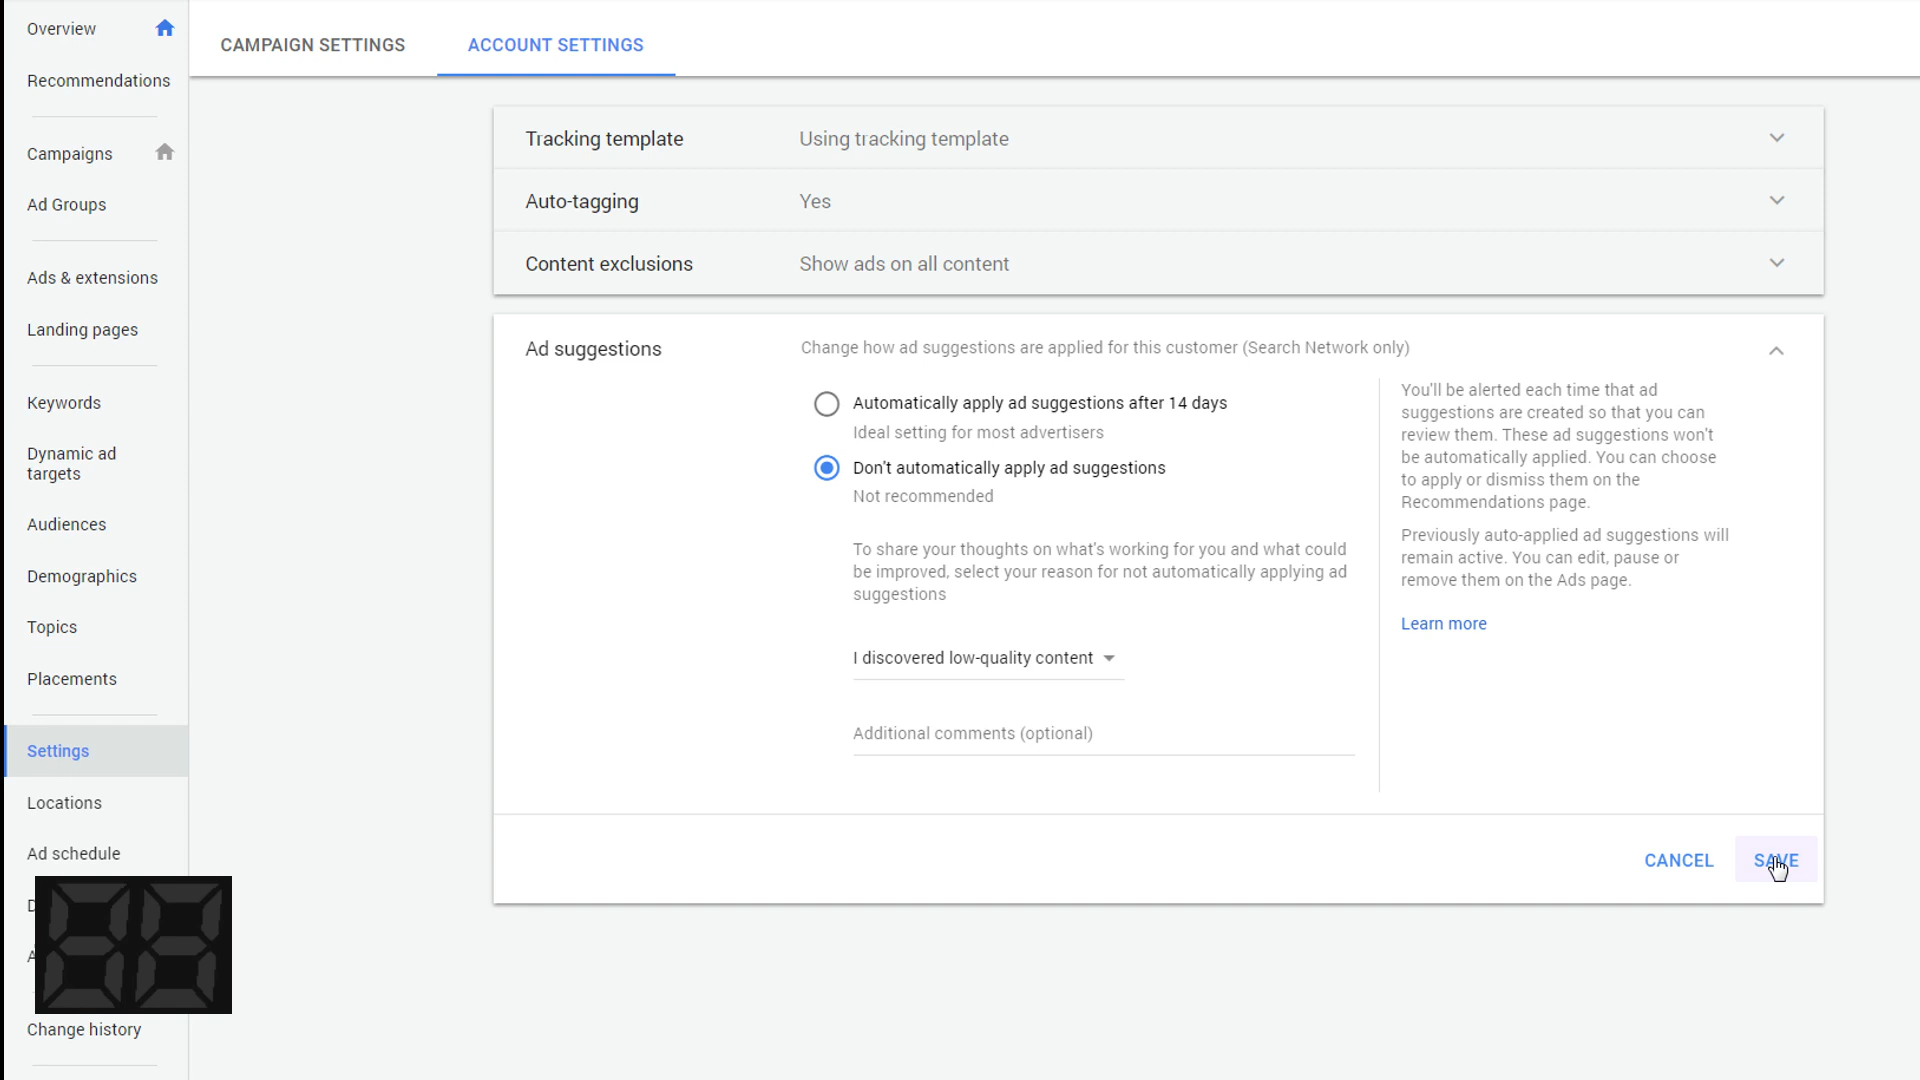 Overview
Recommendations
Campaigns
Ad Groups
Ads & extensions
Landing pages
Keywords
Dynamic ad
targets
Audiences
Demographics
Topics
Placements
Settings
Locations
Ad schedule
Change history
CAMPAIGN SETTINGS
ACCOUNT SETTINGS
Tracking template Using tracking template
Auto-tagging Yes
Content exclusions Show ads on all content
Ad suggestions Change how ad suggestions are applied for this customer (Search Network only)
Automatically apply ad suggestions after 14 days
Ideal setting for most advertisers
Don't automatically apply ad suggestions
Not recommended
To share your thoughts on what's working for you and what could
be improved, select your reason for not automatically applying ad
suggestions
I discovered low-quality content
Additional comments (optional)
You'll be alerted each time that ad
suggestions are created so that you can
review them. These ad suggestions won't
be automatically applied. You can choose
to apply or dismiss them on the
Recommendations page.
Previously auto-applied ad suggestions will
remain active. You can edit, pause or
remove them on the Ads page.
Learn more
CANCEL SAVE